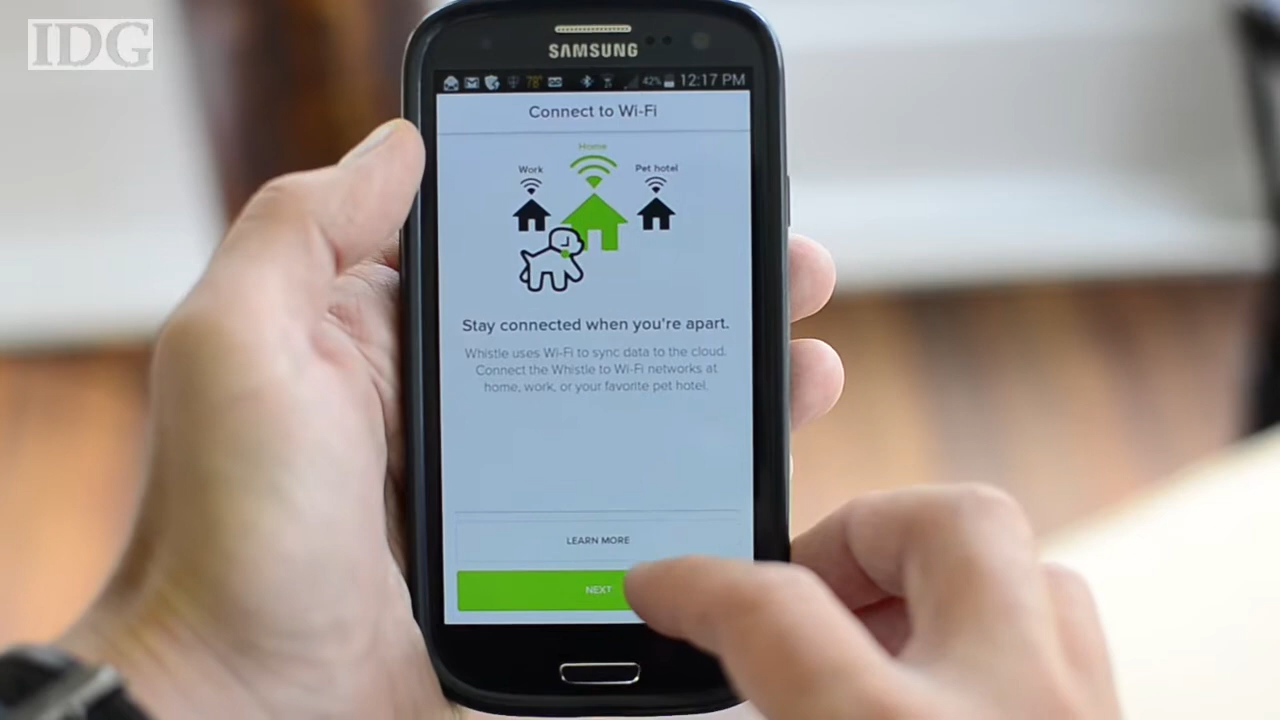 IDG
SAMSUNG
78° 42% 12:17 PM
Connect to Wi-Fi
Home
Work
Pet hotel
Stay connected when you're apart.
Whistle uses Wi-Fi to sync data to the cloud.
Connect the Whistle to Wi-Fi networks at
home, work, or your favorite pet hotel.
LEARN MORE
NEXT